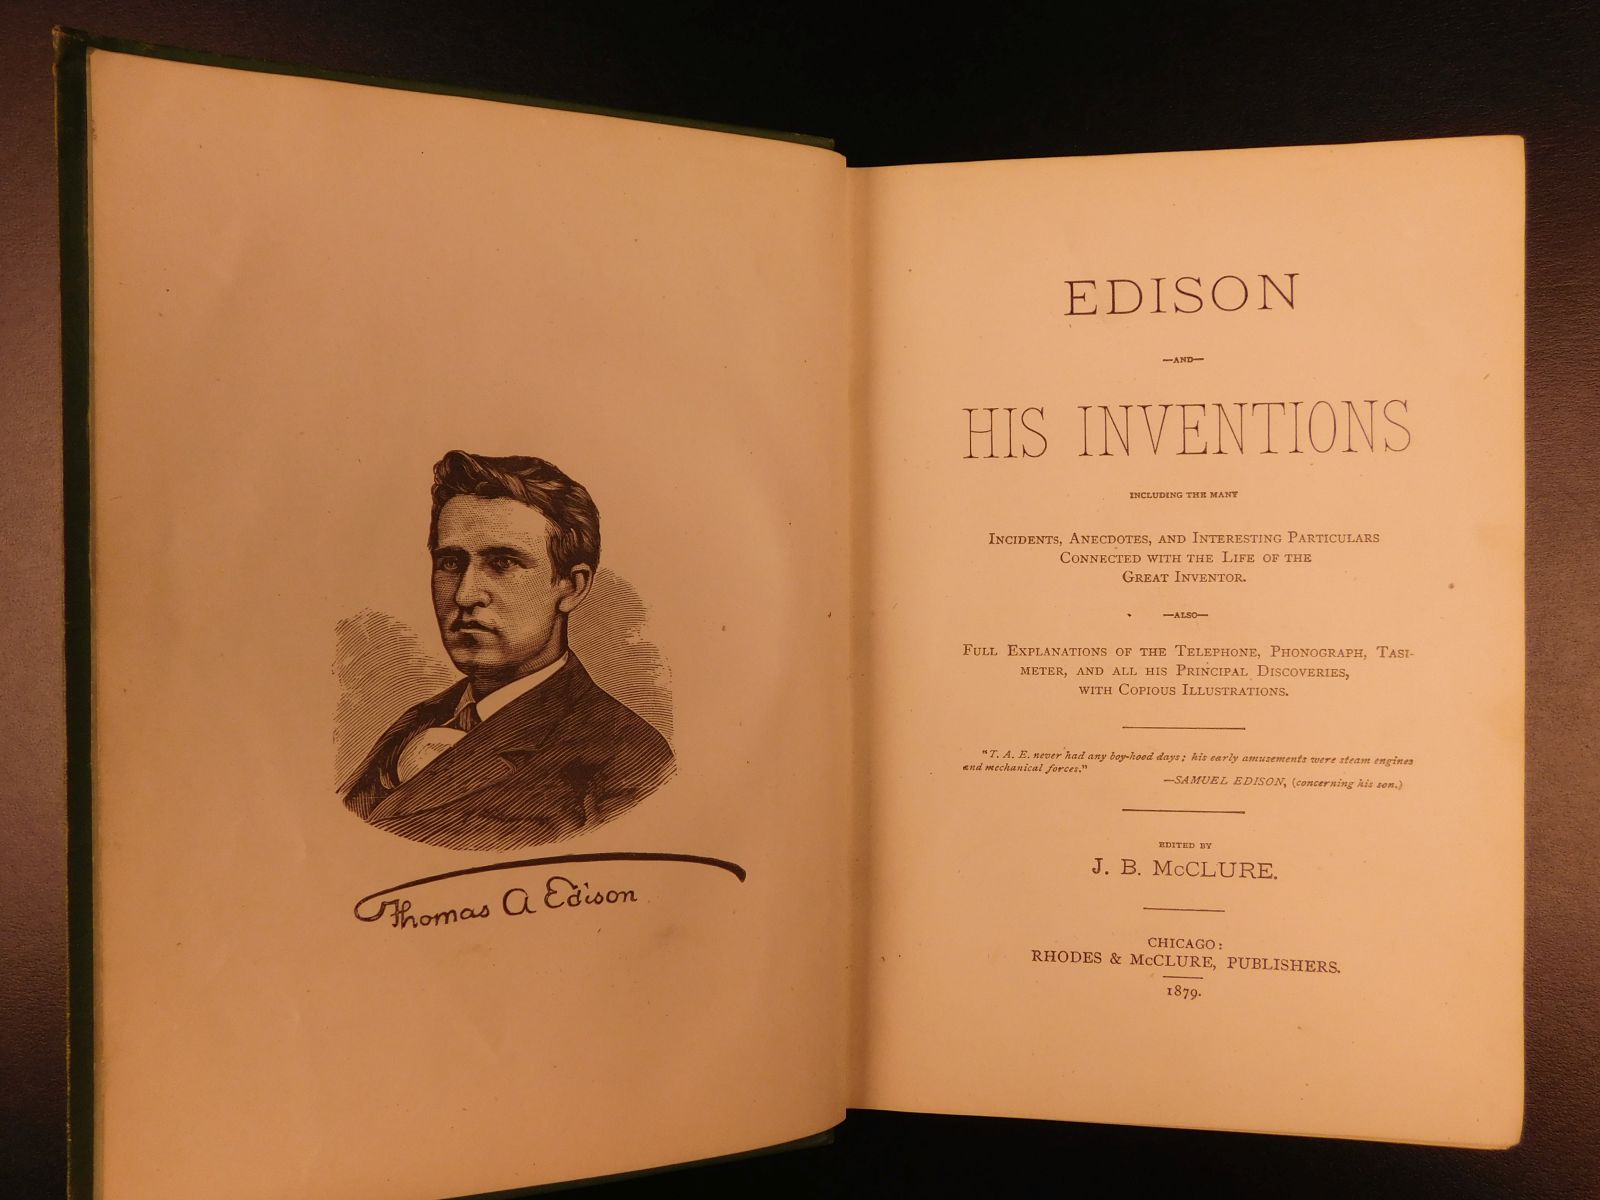 Thomas A Edison
EDISON
—AND—
HIS INVENTIONS
INCLUDING THE MANY
INCIDENTS, ANECDOTES, AND INTERESTING PARTICULARS
CONNECTED WITH THE LIFE OF THE
GREAT INVENTOR.
—ALSO—
FULL EXPLANATIONS OF THE TELEPHONE, PHONOGRAPH, TASI-
METER, AND ALL HIS PRINCIPAL DISCOVERIES,
WITH COPIOUS ILLUSTRATIONS.
"T. A. E. never had any boy-hood days; his early amusements were steam engines
and mechanical forces."
—SAMUEL EDISON, (concerning his son.)
EDITED BY
J. B. McCLURE.
CHICAGO:
RHODES & McCLURE, PUBLISHERS.
1879.